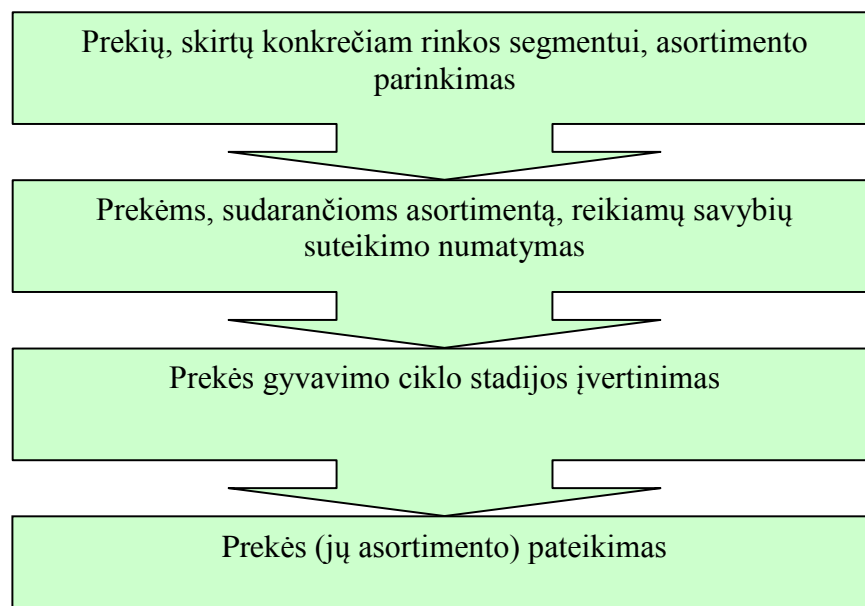 Prekių, skirtų konkrečiam rinkos segmentui, asortimento
parinkimas
Prekėms, sudarančioms asortimentą, reikiamų savybių
suteikimo numatymas
Prekės gyvavimo ciklo stadijos įvertinimas
Prekės (jų asortimento) pateikimas